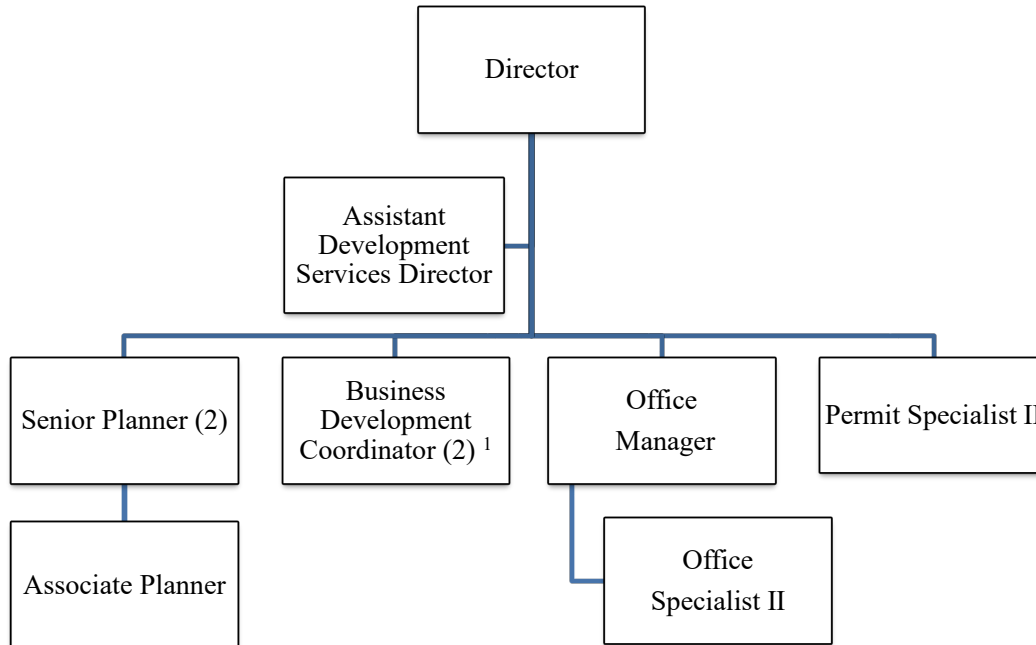 Director
Assistant
Development
Services Director
Senior Planner (2)
Business
Development
Coordinator (2) ¹
Office
Manager
Permit Specialist II
Associate Planner
Office
Specialist II